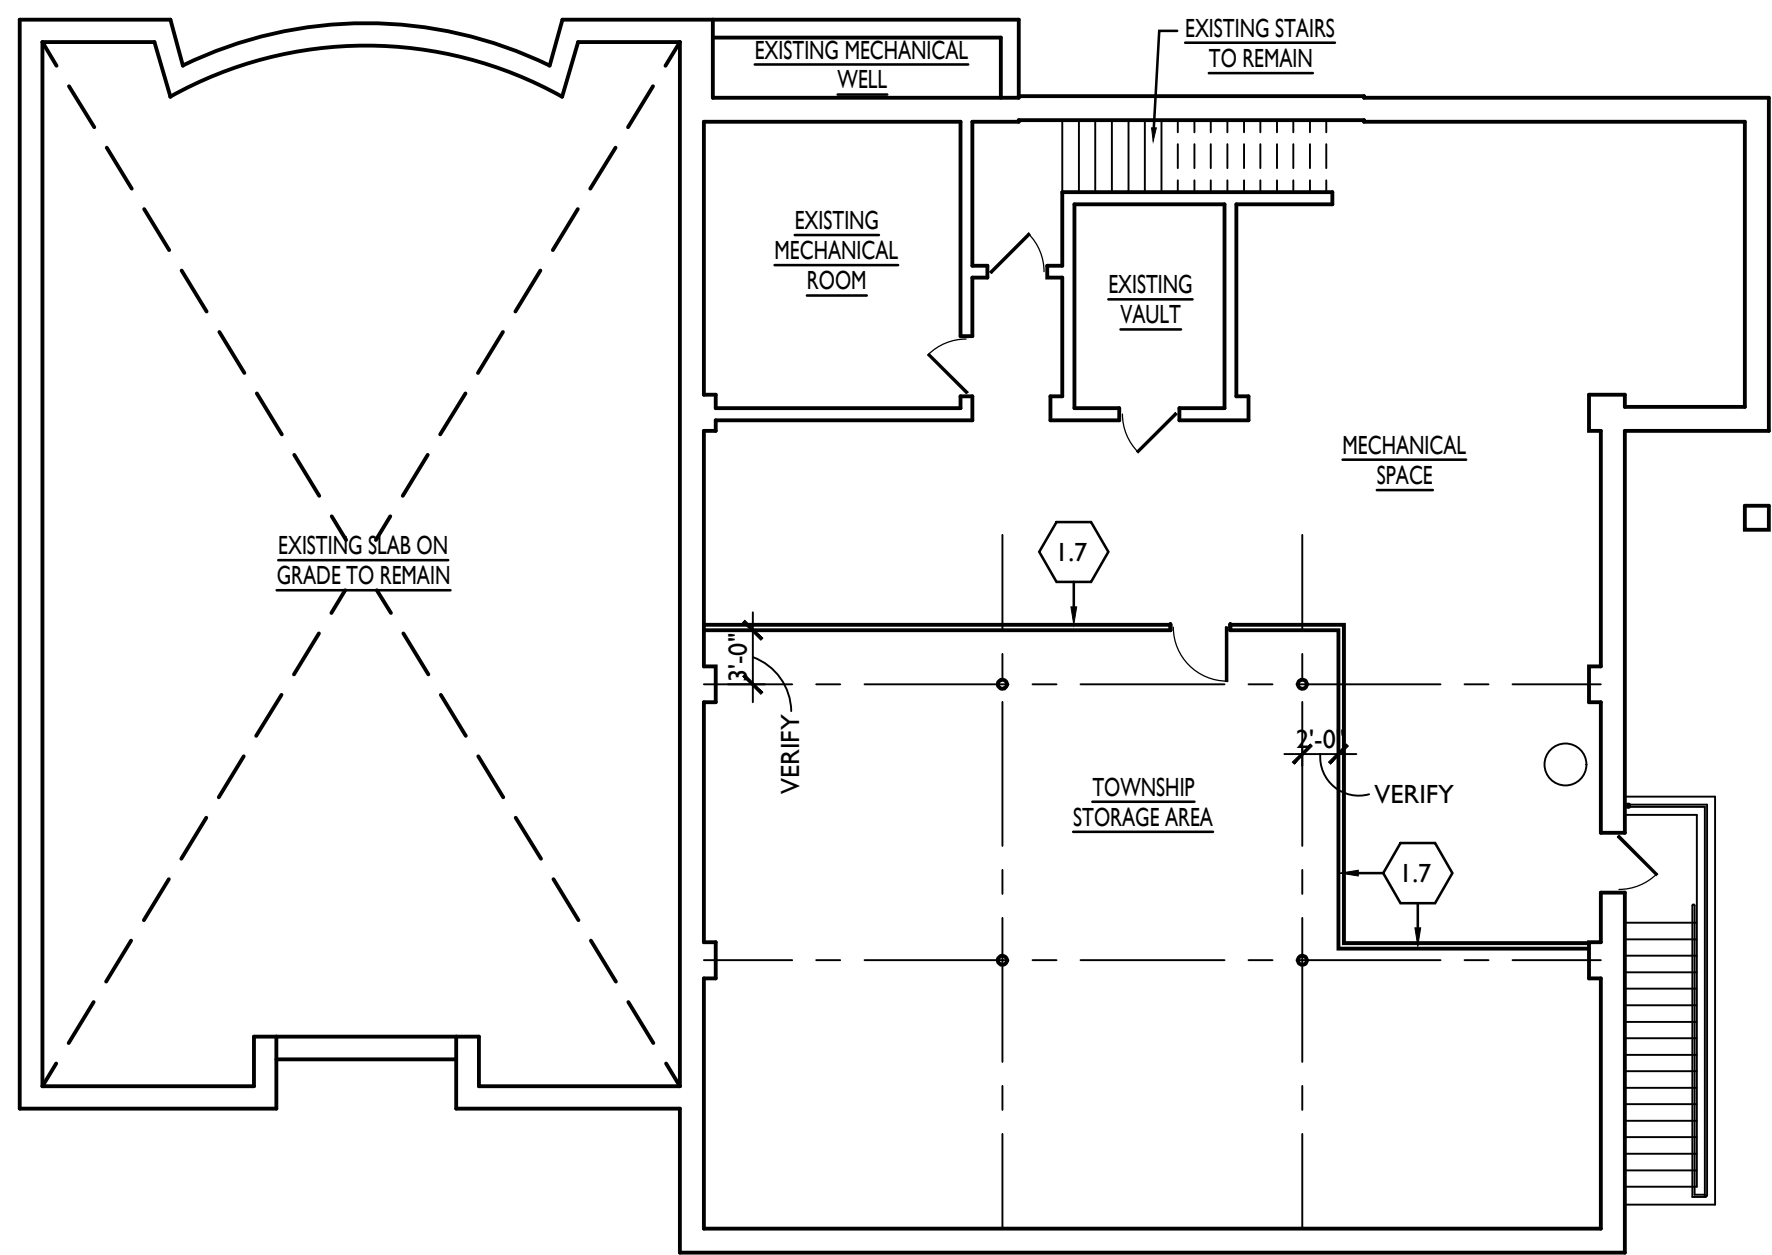 EXISTING STAIRS
TO REMAIN
EXISTING MECHANICAL
WELL
EXISTING
MECHANICAL
ROOM
EXISTING
VAULT
MECHANICAL
SPACE
EXISTING SLAB ON
GRADE TO REMAIN
1.7
3'-0"
VERIFY
2'-0"
VERIFY
TOWNSHIP
STORAGE AREA
1.7